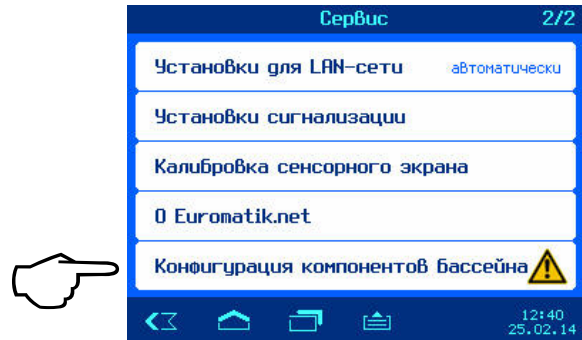 Сервис 2/2
Установки для LAN-сети автоматически
Установки сигнализации
Калибровка сенсорного экрана
О Euromatik.net
Конфигурация компонентов бассейна
12:40
25.02.14